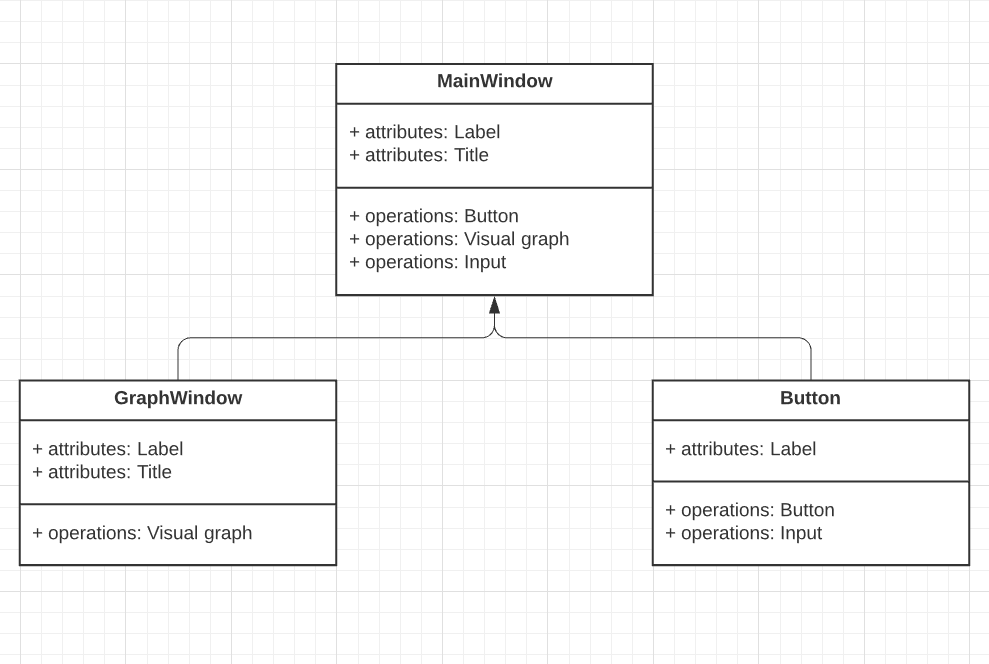 MainWindow
+ attributes: Label
+ attributes: Title
+ operations: Button
+ operations: Visual graph
+ operations: Input
GraphWindow
+ attributes: Label
+ attributes: Title
+ operations: Visual graph
Button
+ attributes: Label
+ operations: Button
+ operations: Input